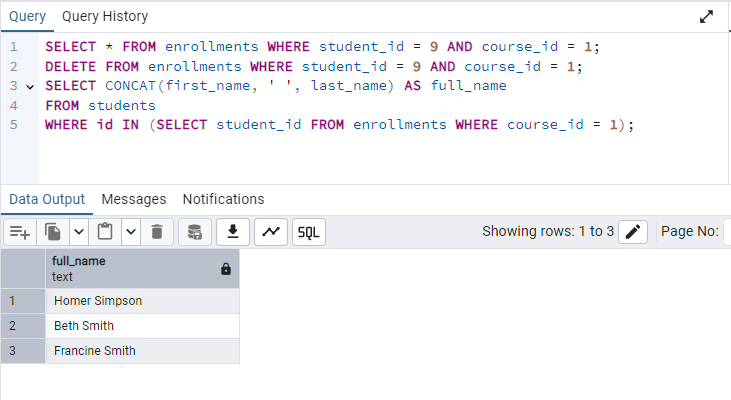 Query Query History
1 SELECT * FROM enrollments WHERE student_id = 9 AND course_id = 1;
2 DELETE FROM enrollments WHERE student_id = 9 AND course_id = 1;
3 SELECT CONCAT(first_name, ' ', last_name) AS full_name
4 FROM students
5 WHERE id IN (SELECT student_id FROM enrollments WHERE course_id = 1);
Data Output Messages Notifications
SQL Showing rows: 1 to 3 Page No:
full_name
text
1 Homer Simpson
2 Beth Smith
3 Francine Smith